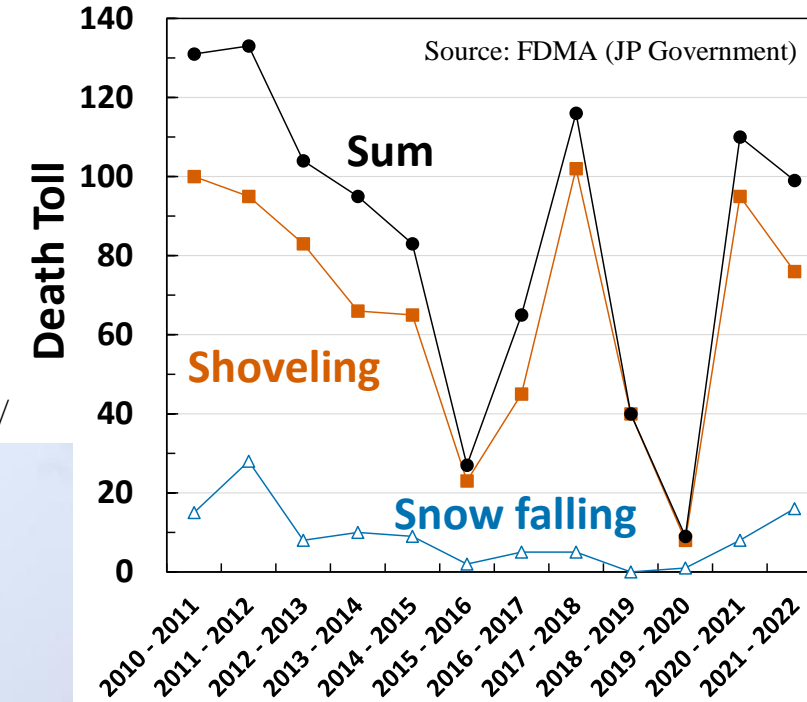 140
Source: FDMA (JP Government)
120
Sum
100
Death Toll
80
60
Shoveling
40
/
20
Snow falling
0
2010 - 2011
2011 - 2012
2012 - 2013
2013 - 2014
2014 - 2015
2015 - 2016
2016 - 2017
2017 - 2018
2018 - 2019
2019 - 2020
2020 - 2021
2021 - 2022